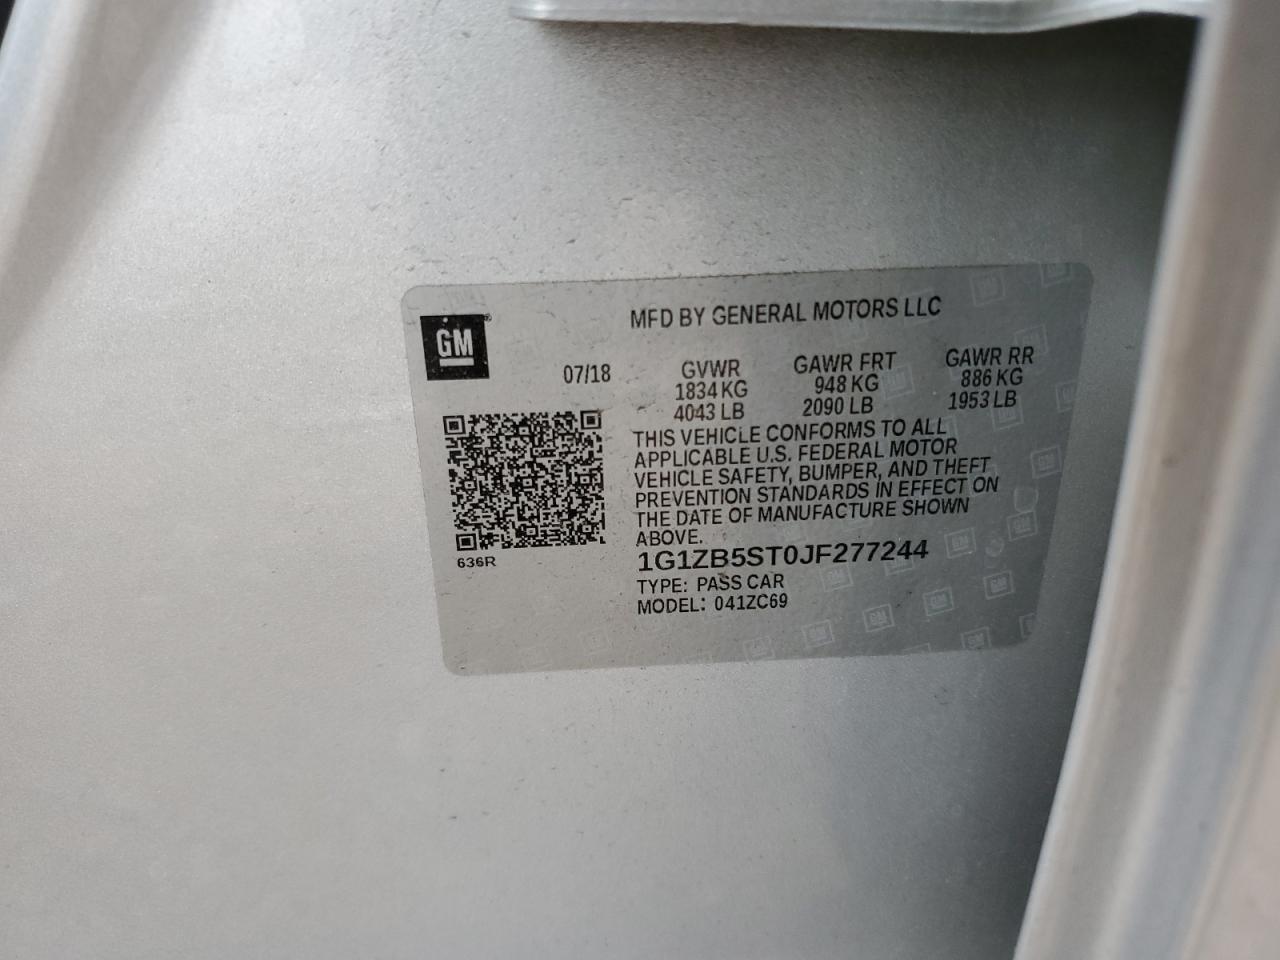 MFD BY GENERAL MOTORS LLC
GM
07/18 GVWR GAWR FRT GAWR RR
1834 KG 948 KG 886 KG
4043 LB 2090 LB 1953 LB
THIS VEHICLE CONFORMS TO ALL
APPLICABLE U.S. FEDERAL MOTOR
VEHICLE SAFETY, BUMPER, AND THEFT
PREVENTION STANDARDS IN EFFECT ON
THE DATE OF MANUFACTURE SHOWN
ABOVE.
636R
1G1ZB5ST0JF277244
TYPE: PASS CAR
MODEL: 041ZC69